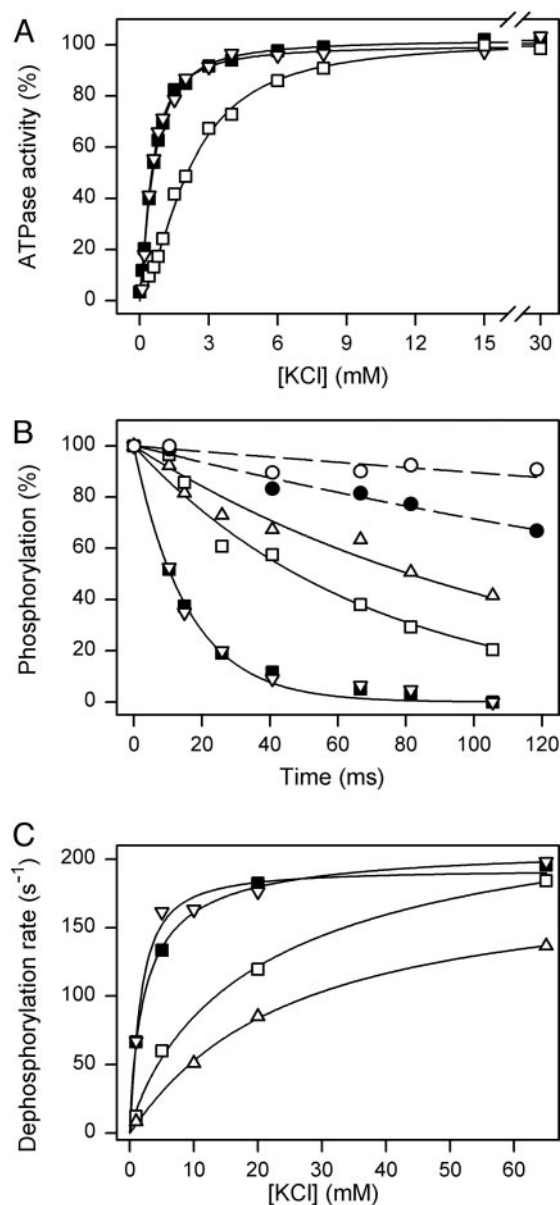 A
ATPase activity (%)
100
80
60
40
20
0
0 3 6 9 12 15 30
[KCl] (mM)
B
Phosphorylation (%)
100
80
60
40
20
0
0 20 40 60 80 100 120
Time (ms)
C
Dephosphorylation rate (s⁻¹)
200
150
100
50
0
0 10 20 30 40 50 60
[KCl] (mM)